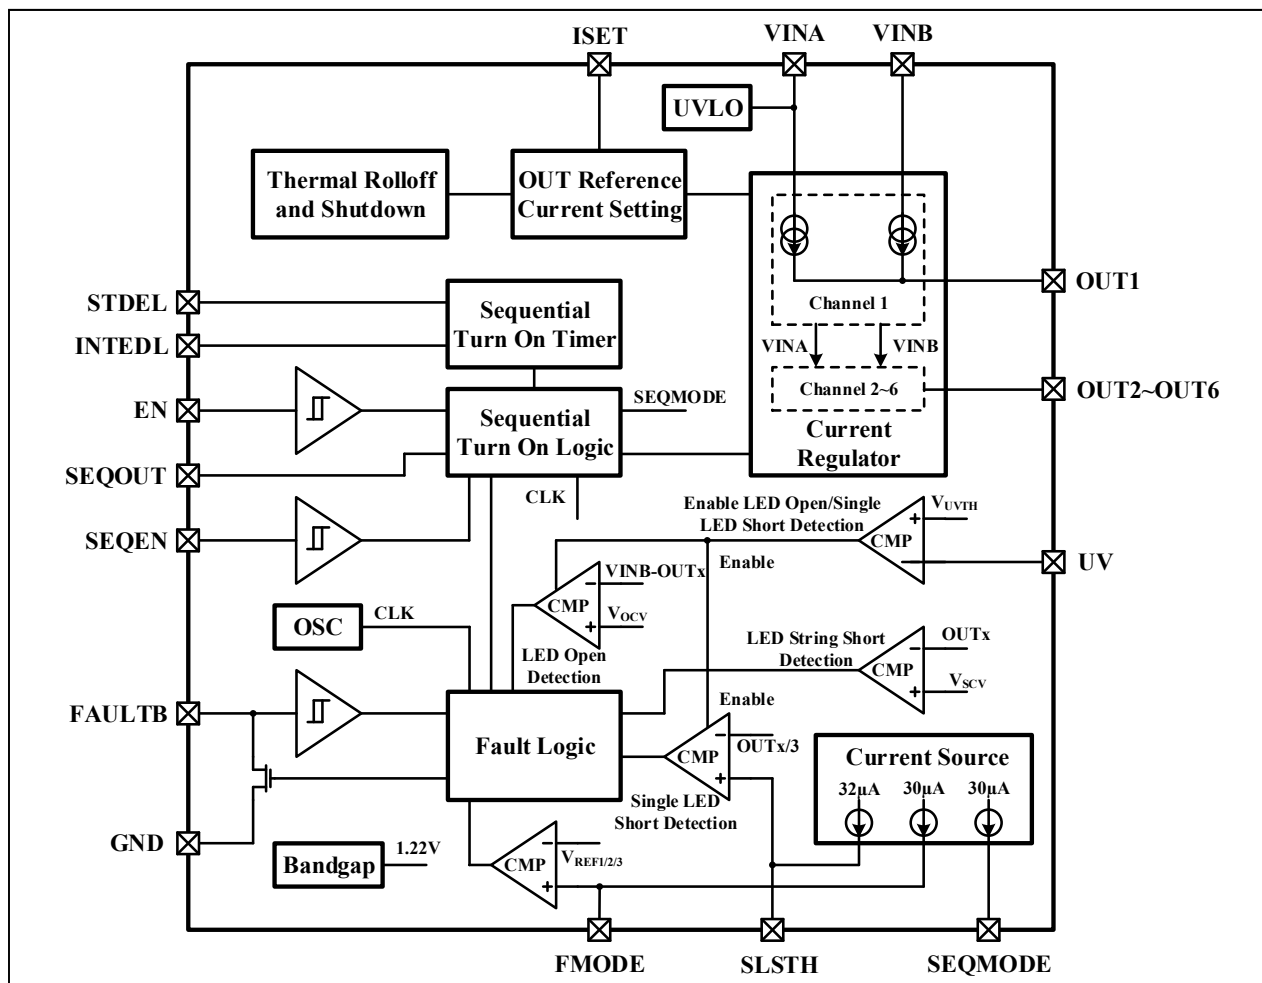 ISET
VINA
VINB
UVLO
Thermal Rolloff
and Shutdown
OUT Reference
Current Setting
Channel 1
VINA
VINB
Channel 2~6
Current
Regulator
OUT1
OUT2~OUT6
STDEL
INTEDL
Sequential
Turn On Timer
EN
SEQOUT
SEQEN
Sequential
Turn On Logic
SEQMODE
CLK
Enable LED Open/Single
LED Short Detection
Enable
CMP
VUVTH
+
−
UV
VINB-OUTx
−
CMP
VOCV
+
LED Open
Detection
OSC
CLK
LED String Short
Detection
OUTx
−
CMP
VSCV
+
FAULTB
Fault Logic
Enable
−
OUTx/3
CMP
+
Single LED
Short Detection
Current Source
32μA
30μA
30μA
GND
Bandgap
1.22V
−
VREF1/2/3
CMP
+
FMODE
SLSTH
SEQMODE